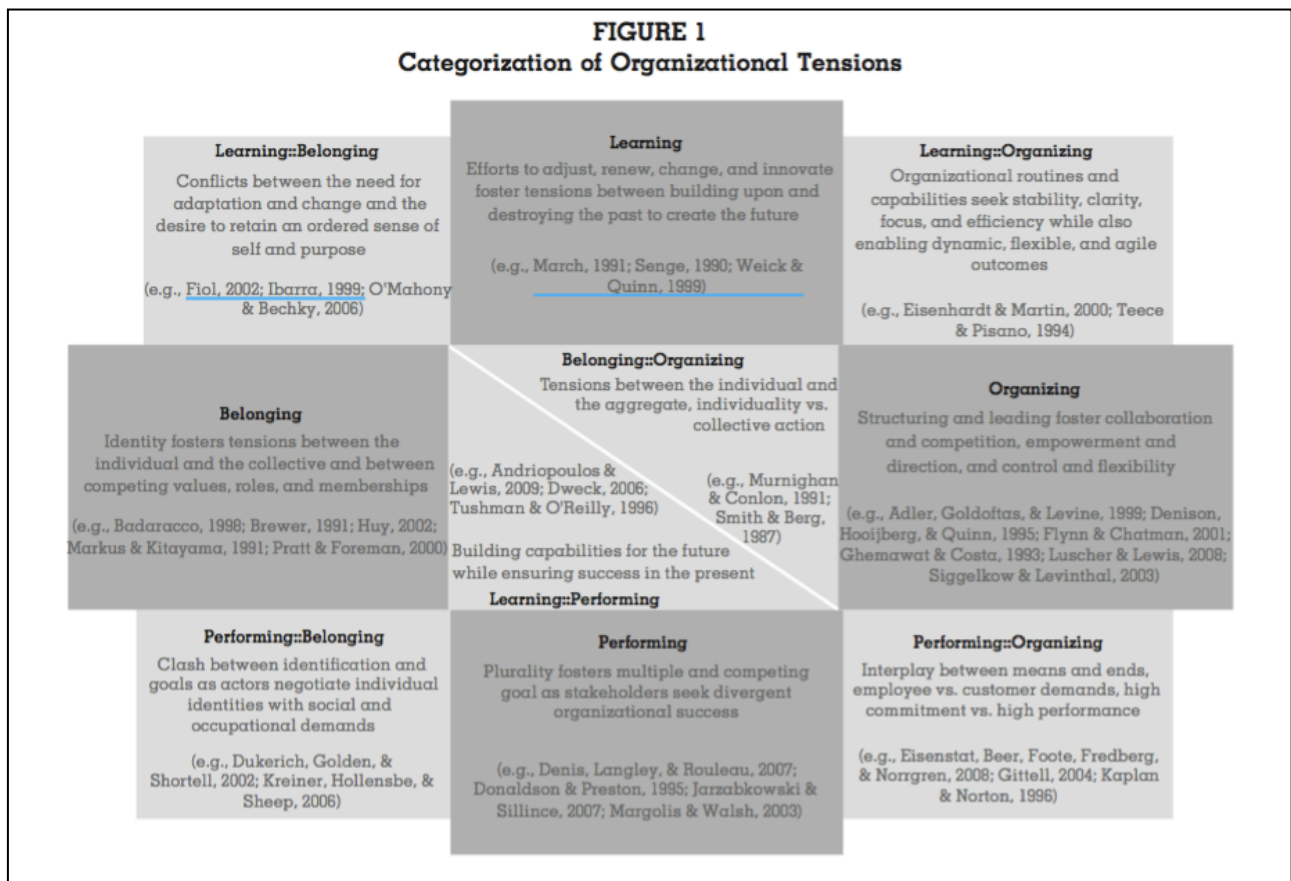 FIGURE 1
Categorization of Organizational Tensions
Learning::Belonging
Conflicts between the need for
adaptation and change and the
desire to retain an ordered sense of
self and purpose
(e.g., Fiol, 2002; Ibarra, 1999; O'Mahony
& Bechky, 2006)
Learning
Efforts to adjust, renew, change, and innovate
foster tensions between building upon and
destroying the past to create the future
(e.g., March, 1991; Senge, 1990; Weick &
Quinn, 1999)
Learning::Organizing
Organizational routines and
capabilities seek stability, clarity,
focus, and efficiency while also
enabling dynamic, flexible, and agile
outcomes
(e.g., Eisenhardt & Martin, 2000; Teece
& Pisano, 1994)
Belonging
Identity fosters tensions between the
individual and the collective and between
competing values, roles, and memberships
(e.g., Badaracco, 1998; Brewer, 1991; Huy, 2002;
Markus & Kitayama, 1991; Pratt & Foreman, 2000)
Belonging::Organizing
Tensions between the individual and
the aggregate, individuality vs.
collective action
(e.g., Murnighan
& Conlon, 1991;
Smith & Berg,
1987)
(e.g., Andriopoulos &
Lewis, 2009; Dweck, 2006;
Tushman & O'Reilly, 1996)
Building capabilities for the future
while ensuring success in the present
Learning::Performing
Organizing
Structuring and leading foster collaboration
and competition, empowerment and
direction, and control and flexibility
(e.g., Adler, Goldoftas, & Levine, 1999; Denison,
Hooijberg, & Quinn, 1995; Flynn & Chatman, 2001;
Ghemawat & Costa, 1993; Luscher & Lewis, 2008;
Siggelkow & Levinthal, 2003)
Performing::Belonging
Clash between identification and
goals as actors negotiate individual
identities with social and
occupational demands
(e.g., Dukerich, Golden, &
Shortell, 2002; Kreiner, Hollensbe, &
Sheep, 2006)
Performing
Plurality fosters multiple and competing
goal as stakeholders seek divergent
organizational success
(e.g., Denis, Langley, & Rouleau, 2007;
Donaldson & Preston, 1995; Jarzabkowski &
Sillince, 2007; Margolis & Walsh, 2003)
Performing::Organizing
Interplay between means and ends,
employee vs. customer demands, high
commitment vs. high performance
(e.g., Eisenstat, Beer, Foote, Fredberg,
& Norrgren, 2008; Gittell, 2004; Kaplan
& Norton, 1996)